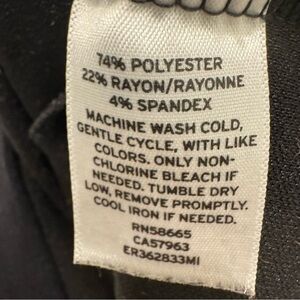 74% POLYESTER
22% RAYON/RAYONNE
4% SPANDEX
MACHINE WASH COLD,
GENTLE CYCLE, WITH LIKE
COLORS. ONLY NON-
CHLORINE BLEACH IF
NEEDED. TUMBLE DRY
LOW, REMOVE PROMPTLY.
COOL IRON IF NEEDED.
RN58665
CA57963
ER362833MI